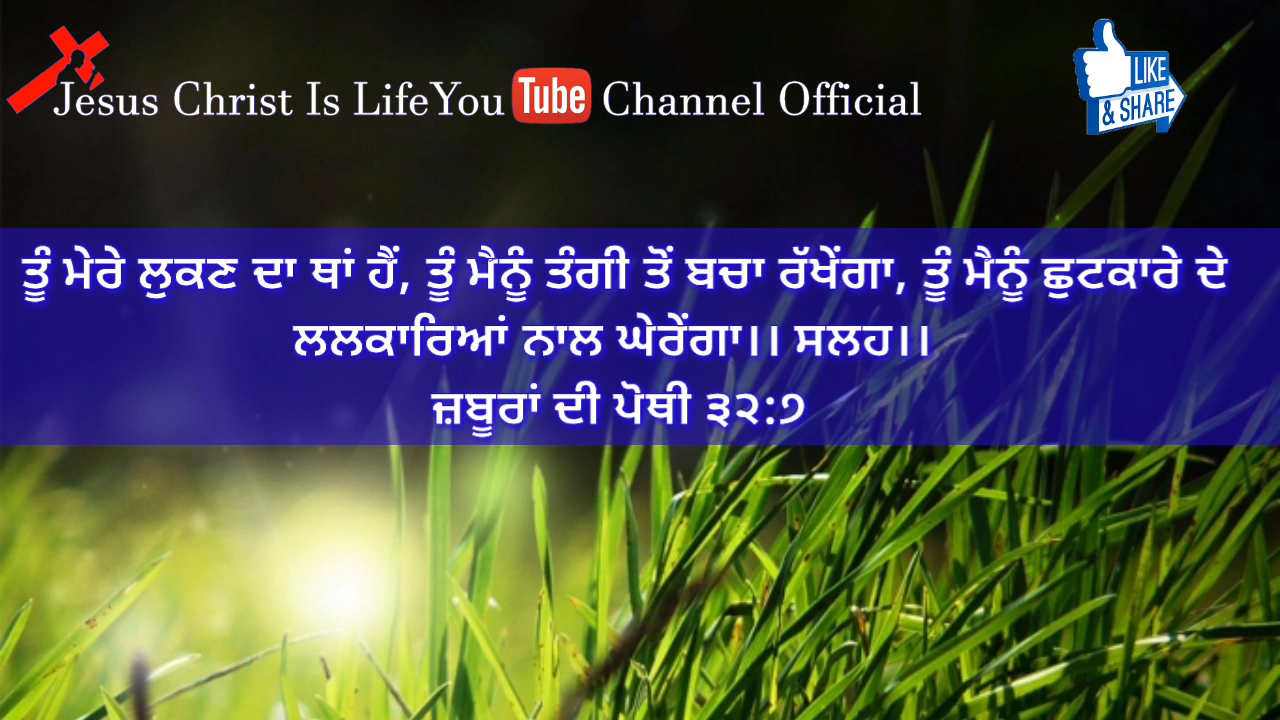 Jesus Christ Is LifeYou Tube Channel Official
LIKE
& SHARE
ਤੂੰ ਮੇਰੇ ਲੁਕਣ ਦਾ ਥਾਂ ਹੈਂ, ਤੂੰ ਮੈਨੂੰ ਤੰਗੀ ਤੋਂ ਬਚਾ ਰੱਖੇਂਗਾ, ਤੂੰ ਮੈਨੂੰ ਛੁਟਕਾਰੇ ਦੇ
ਲਲਕਾਰਿਆਂ ਨਾਲ ਘੇਰੇਂਗਾ।। ਸਲਹ।।
ਜ਼ਬੂਰਾਂ ਦੀ ਪੋਥੀ ੩੨:੭